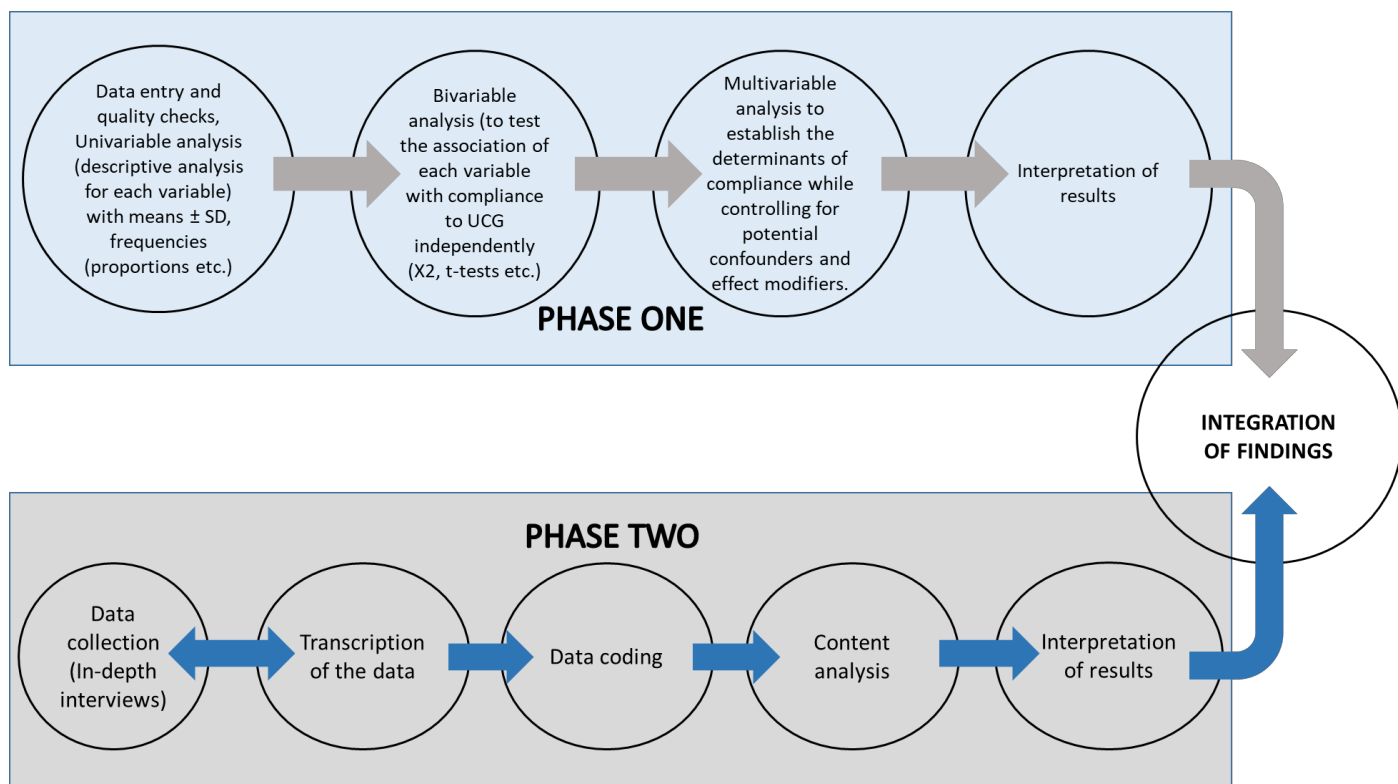 Data entry and
quality checks,
Univariable analysis
(descriptive analysis
for each variable)
with means ± SD,
frequencies
(proportions etc.)
Bivariable
analysis (to test
the association of
each variable
with compliance
to UCG
independently
(X2, t-tests etc.)
Multivariable
analysis to
establish the
determinants of
compliance while
controlling for
potential
confounders and
effect modifiers.
Interpretation of
results
PHASE ONE
INTEGRATION
OF FINDINGS
PHASE TWO
Data
collection
(In-depth
interviews)
Transcription
of the data
Data coding
Content
analysis
Interpretation
of results